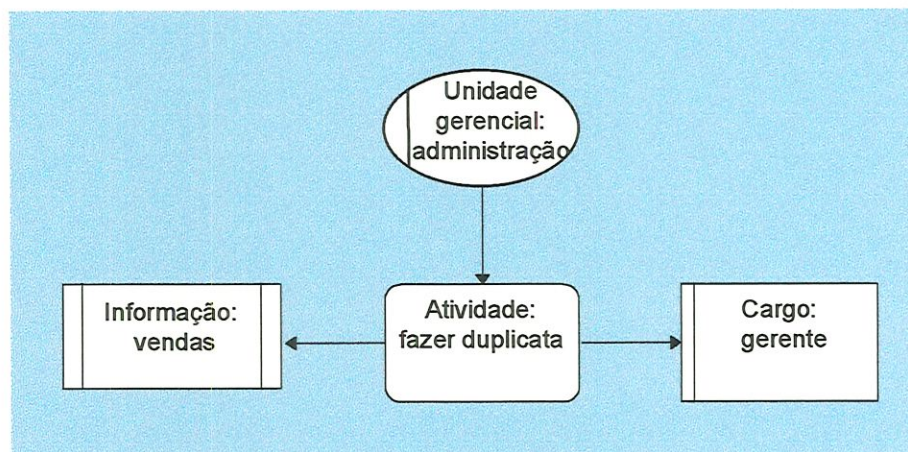 Unidade
gerencial:
administração
Informação:
vendas
Atividade:
fazer duplicata
Cargo:
gerente